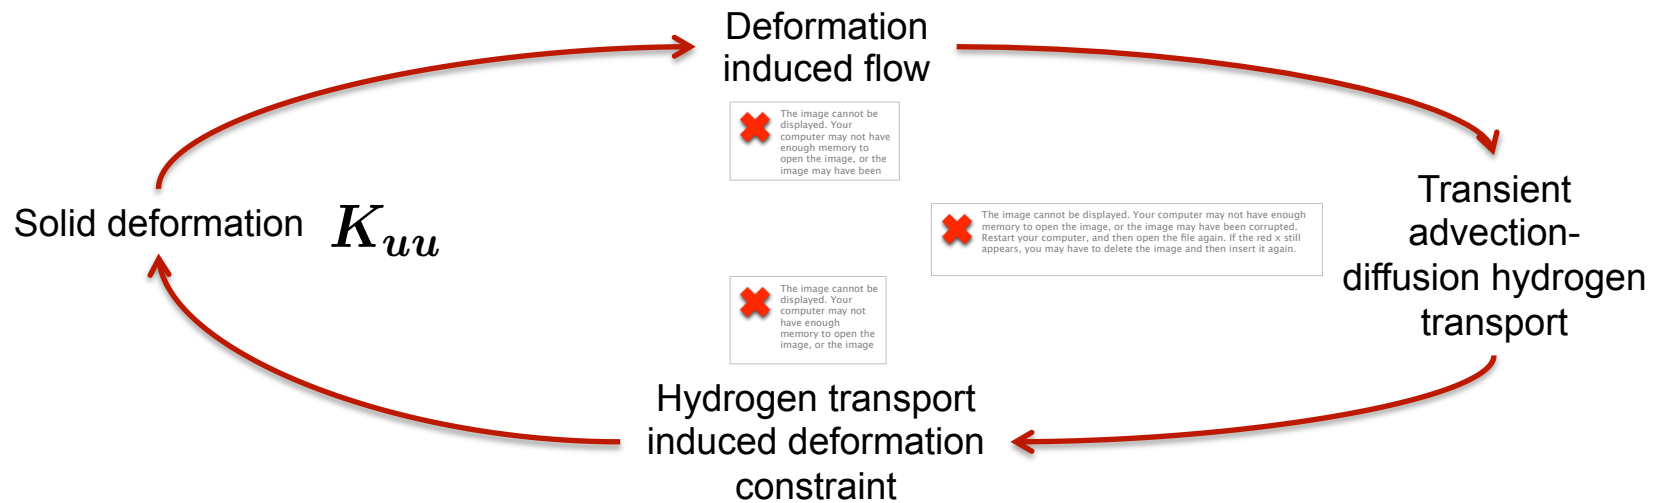 Deformation
induced flow
The image cannot be
displayed. Your
computer may not have
enough memory to
open the image, or the
image may have been
Solid deformation K_{uu}
The image cannot be displayed. Your computer may not have enough
memory to open the image, or the image may have been corrupted.
Restart your computer, and then open the file again. If the red x still
appears, you may have to delete the image and then insert it again.
Transient
advection-
diffusion hydrogen
transport
The image cannot be
displayed. Your
computer may not
have enough
memory to open the
image, or the image
Hydrogen transport
induced deformation
constraint